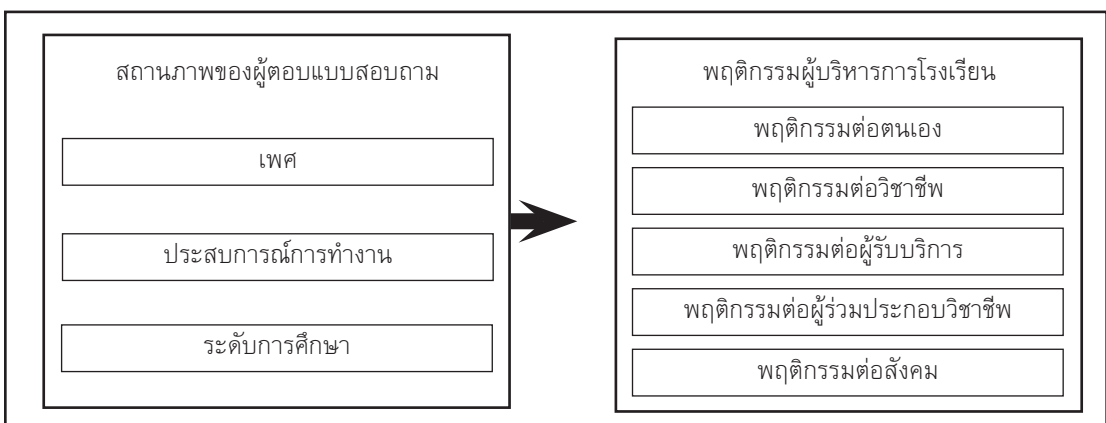 สถานภาพของผู้ตอบแบบสอบถาม
เพศ
ประสบการณ์การทำงาน
ระดับการศึกษา
พฤติกรรมผู้บริหารการโรงเรียน
พฤติกรรมต่อตนเอง
พฤติกรรมต่อวิชาชีพ
พฤติกรรมต่อผู้รับบริการ
พฤติกรรมต่อผู้ร่วมประกอบวิชาชีพ
พฤติกรรมต่อสังคม